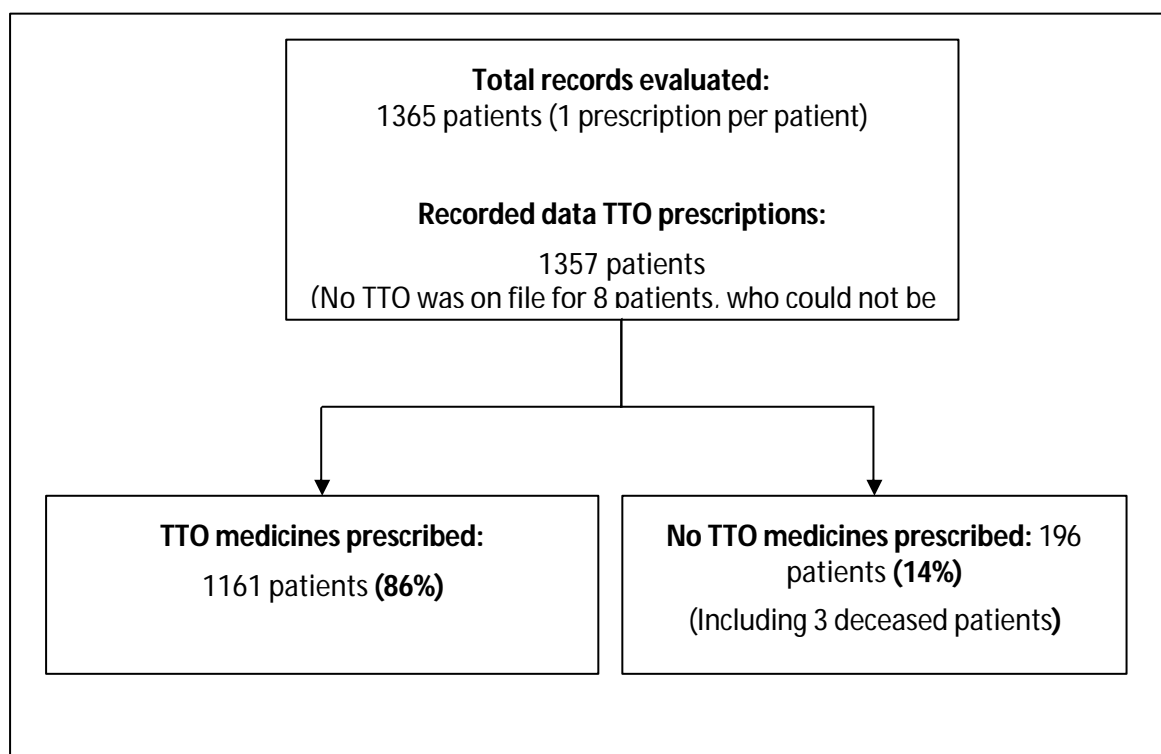 Total records evaluated:
1365 patients (1 prescription per patient)
Recorded data TTO prescriptions:
1357 patients
(No TTO was on file for 8 patients, who could not be
TTO medicines prescribed:
1161 patients (86%)
No TTO medicines prescribed: 196
patients (14%)
(Including 3 deceased patients)